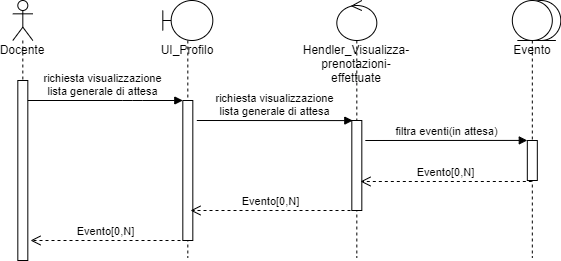 Docente
UI_Profilo
Hendler_Visualizza-
prenotazioni-
effettuate
Evento
richiesta visualizzazione
lista generale di attesa
richiesta visualizzazione
lista generale di attesa
filtra eventi(in attesa)
Evento[0,N]
Evento[0,N]
Evento[0,N]